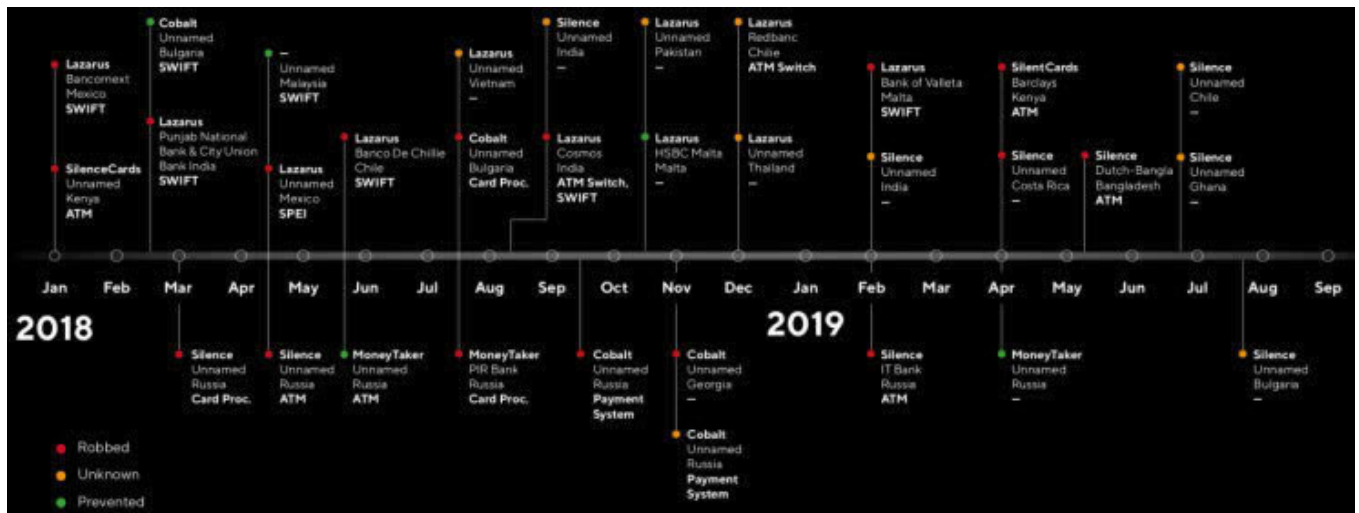 Cobalt
Unnamed
Bulgaria
SWIFT
Lazarus
Bancomext
Mexico
SWIFT
Lazarus
Punjab National
Bank & City Union
Bank India
SWIFT
SilenceCards
Unnamed
Kenya
ATM
—
Unnamed
Malaysia
SWIFT
Lazarus
Unnamed
Mexico
SPEI
Lazarus
Banco De Chillie
Chile
SWIFT
Lazarus
Unnamed
Vietnam
—
Cobalt
Unnamed
Bulgaria
Card Proc.
Silence
Unnamed
India
—
Lazarus
Cosmos
India
ATM Switch,
SWIFT
Lazarus
Unnamed
Pakistan
—
Lazarus
HSBC Malta
Malta
—
Lazarus
Redbanc
Chilie
ATM Switch
Lazarus
Unnamed
Thailand
—
Lazarus
Bank of Valleta
Malta
SWIFT
Silence
Unnamed
India
—
SilentCards
Barclays
Kenya
ATM
Silence
Unnamed
Costa Rica
—
Silence
Dutch-Bangla
Bangladesh
ATM
Silence
Unnamed
Chile
—
Silence
Unnamed
Ghana
—
Jan Feb Mar Apr May Jun Jul Aug Sep Oct Nov Dec Jan Feb Mar Apr May Jun Jul Aug Sep
2018 2019
Silence
Unnamed
Russia
Card Proc.
Silence
Unnamed
Russia
ATM
MoneyTaker
Unnamed
Russia
ATM
MoneyTaker
PIR Bank
Russia
Card Proc.
Cobalt
Unnamed
Russia
Payment
System
Cobalt
Unnamed
Georgia
—
Cobalt
Unnamed
Russia
Payment
System
Silence
IT Bank
Russia
ATM
MoneyTaker
Unnamed
Russia
—
Silence
Unnamed
Bulgaria
—
Robbed
Unknown
Prevented